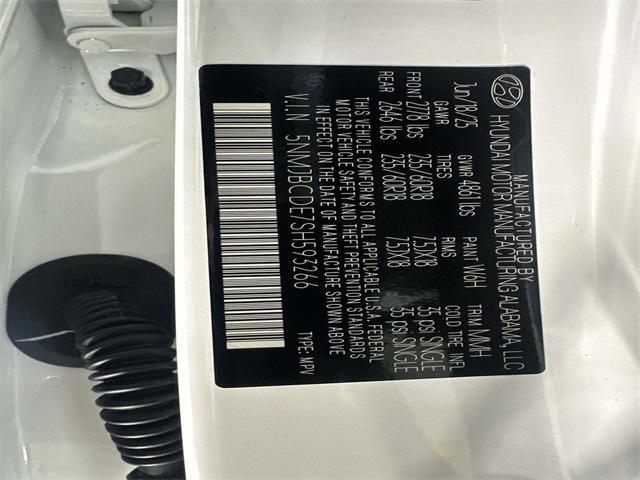 MANUFACTURED BY
HYUNDAI MOTOR MANUFACTURING ALABAMA, LLC
Jun/18/25 GVWR 4861 lbs PAINT W6H TRIM MMH
GAWR TIRES RIMS COLD TIRE INFL
FRONT 2778 lbs 235/60R18 7.5JX18 35 psi SINGLE
REAR 2646 lbs 235/60R18 7.5JX18 35 psi SINGLE
THIS VEHICLE CONFORMS TO ALL APPLICABLE U.S.A. FEDERAL
MOTOR VEHICLE SAFETY AND THEFT PREVENTION STANDARDS
IN EFFECT ON THE DATE OF MANUFACTURE SHOWN ABOVE
V.I.N 5NMJBCDE7SH593266 TYPE: MPV